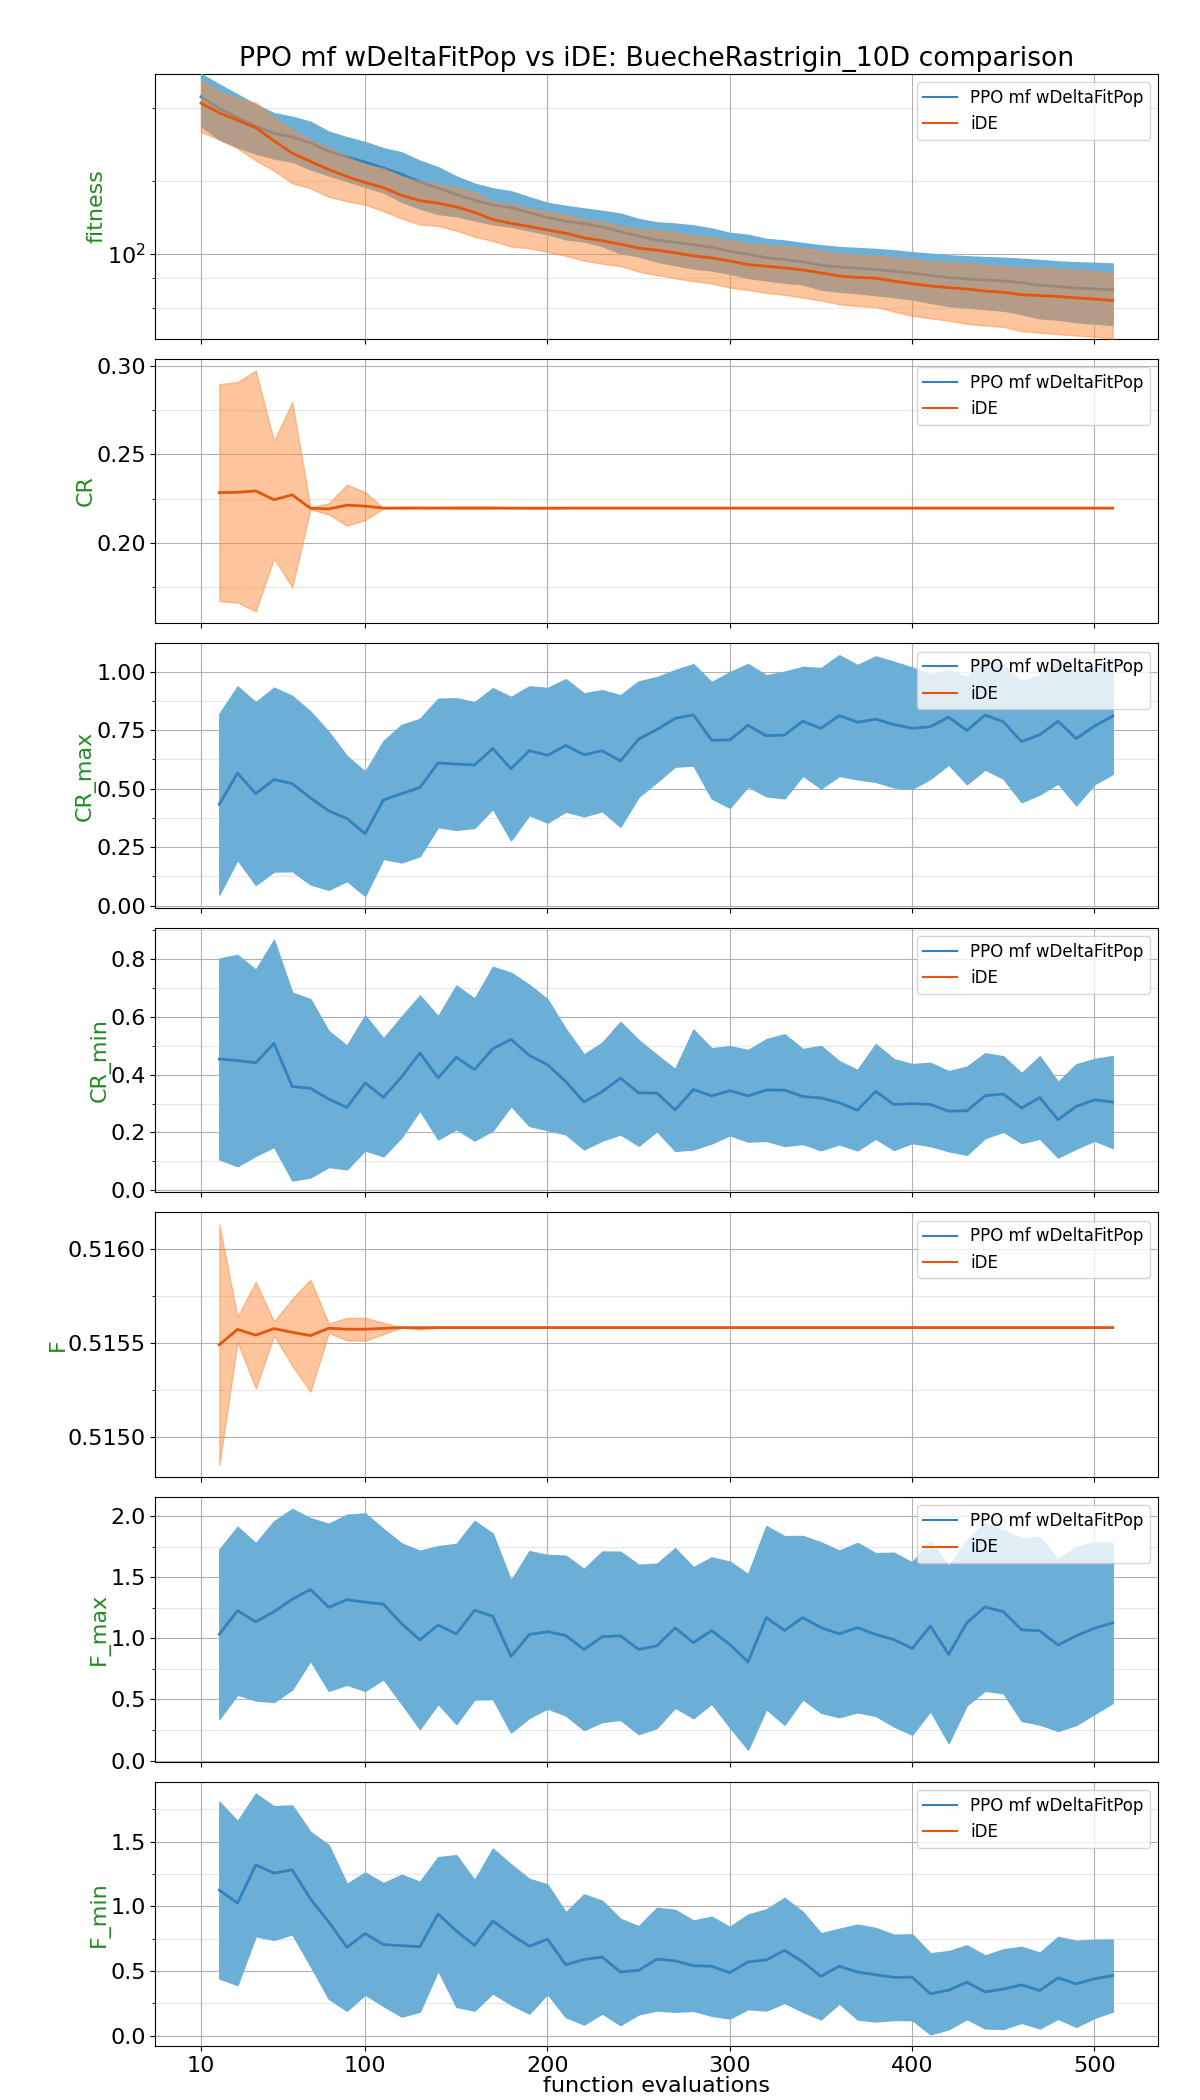 PPO mf wDeltaFitPop vs iDE: BuecheRastrigin_10D comparison
PPO mf wDeltaFitPop
iDE
fitness
10²
0.30
PPO mf wDeltaFitPop
iDE
0.25
CR
0.20
PPO mf wDeltaFitPop
1.00
iDE
0.75
CR_max
0.50
0.25
0.00
PPO mf wDeltaFitPop
0.8
iDE
0.6
CR_min
0.4
0.2
0.0
PPO mf wDeltaFitPop
0.5160
iDE
F
0.5155
0.5150
2.0
PPO mf wDeltaFitPop
iDE
1.5
F_max
1.0
0.5
0.0
PPO mf wDeltaFitPop
iDE
1.5
F_min
1.0
0.5
0.0
10 100 200 300 400 500
function evaluations